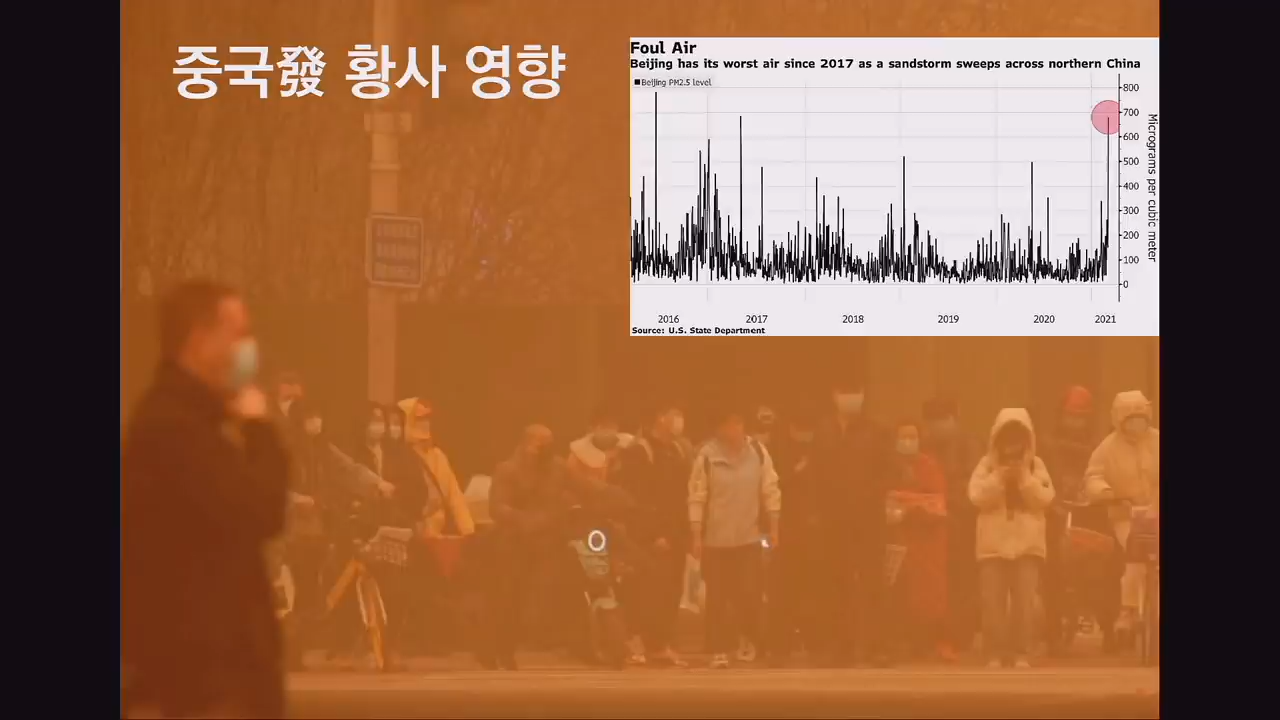 중국發 황사 영향
Foul Air
Beijing has its worst air since 2017 as a sandstorm sweeps across northern China
Beijing PM2.5 level
800
700
600
500
400
300
200
100
0
Micrograms per cubic meter
2016 2017 2018 2019 2020 2021
Source: U.S. State Department